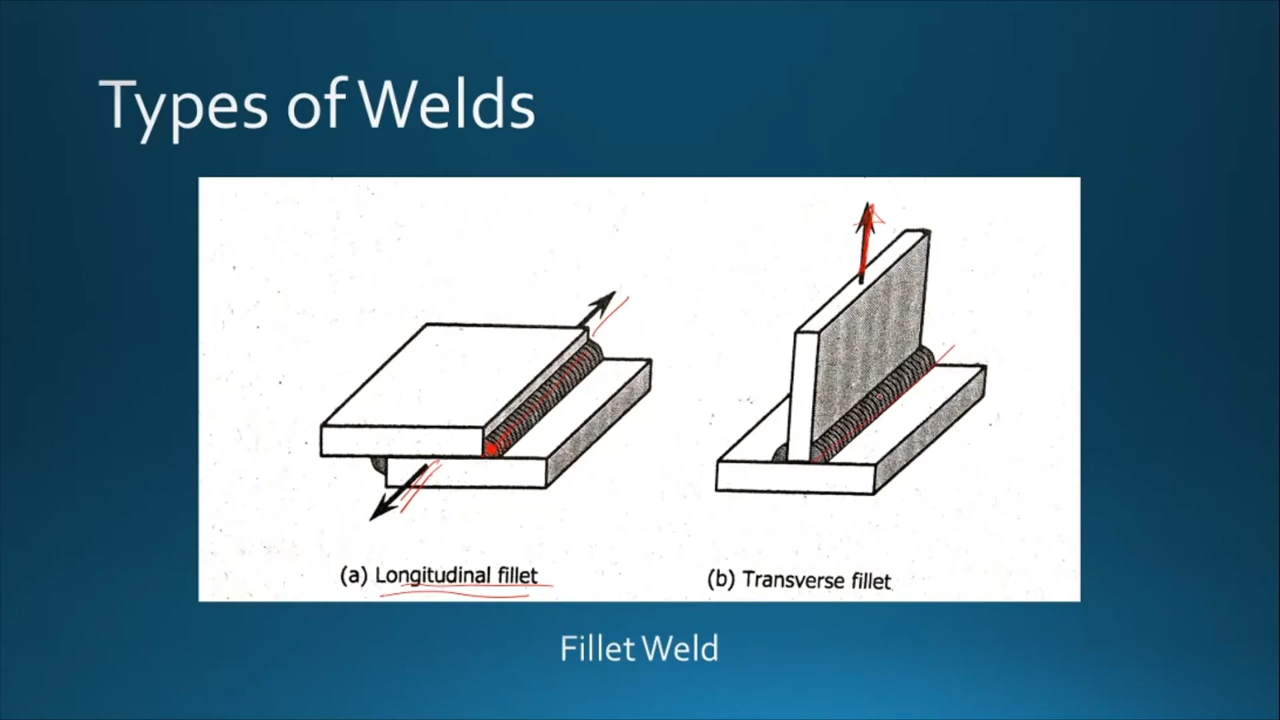 Types of Welds
(a) Longitudinal fillet
(b) Transverse fillet
Fillet Weld